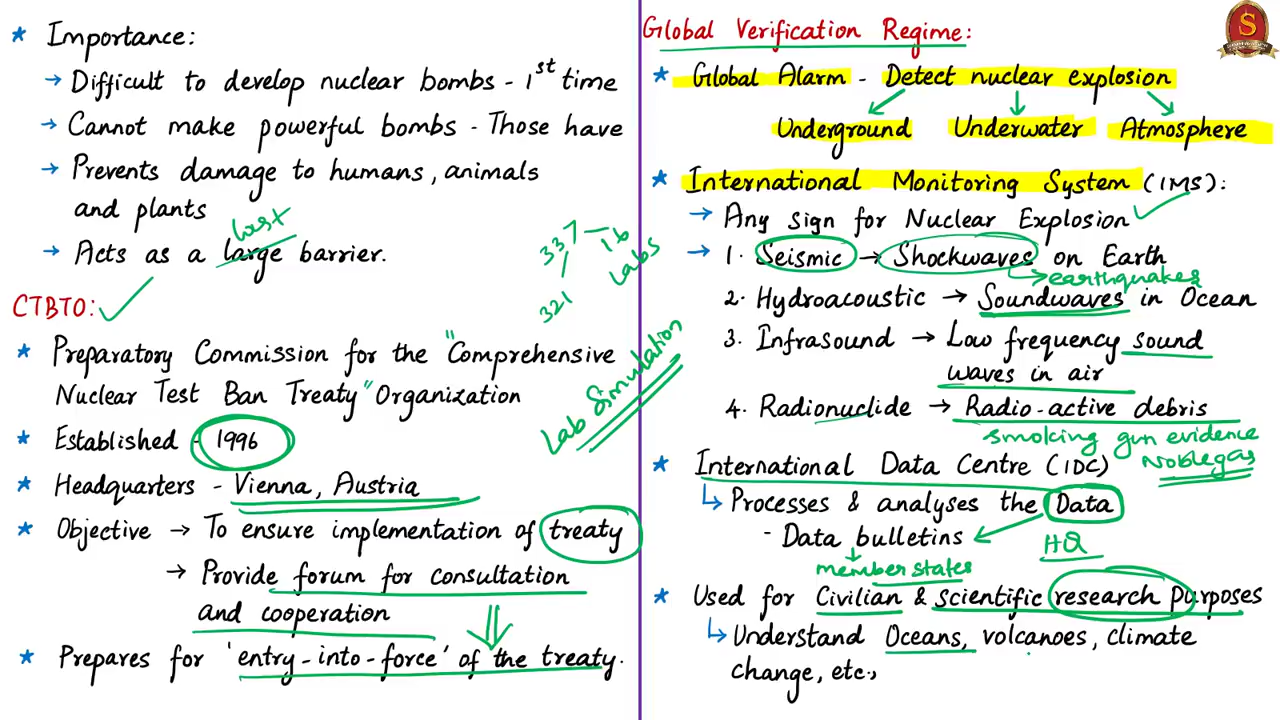 * Importance:
→ Difficult to develop nuclear bombs - 1st time
→ Cannot make powerful bombs - Those have
→ Prevents damage to humans, animals
and plants
last
→ Acts as a large barrier.
337 - 16 labs
321
CTBTO:
* Preparatory Commission for the "Comprehensive
Nuclear Test Ban Treaty" Organization
Lab Simulation
* Established - 1996
* Headquarters - Vienna, Austria
* Objective → To ensure implementation of treaty
→ Provide forum for consultation
and cooperation
* Prepares for 'entry-into-force' of the treaty.
Global Verification Regime:
* Global Alarm - Detect nuclear explosion
Underground Underwater Atmosphere
* International Monitoring System (IMS):
→ Any sign for Nuclear Explosion
→ 1. Seismic → Shockwaves on Earth
→ earthquakes
2. Hydroacoustic → Soundwaves in Ocean
3. Infrasound → Low frequency sound
waves in air
4. Radionuclide → Radio-active debris
smoking gun evidence
Noble gas
* International Data Centre (IDC)
↳ Processes & analyses the Data
- Data bulletins
HQ
member states
* Used for Civilian & scientific research purposes
↳ Understand Oceans, volcanoes, climate
change, etc.,
S